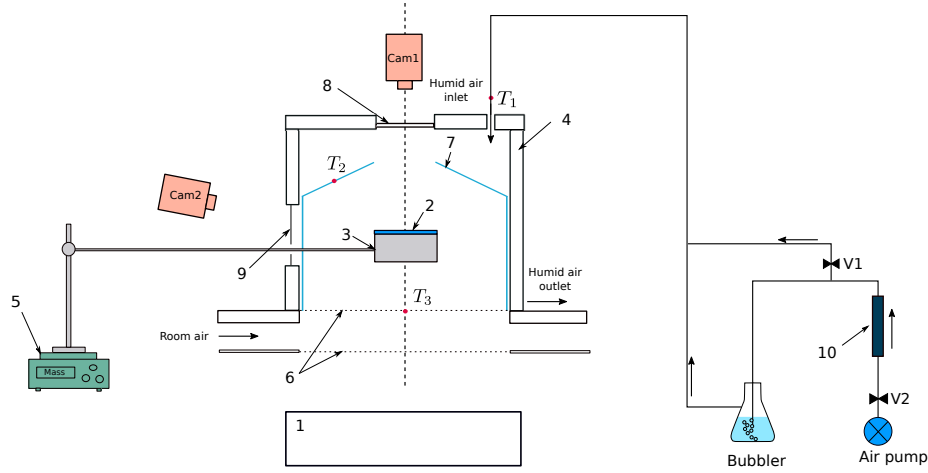 Cam1
8
Humid air
inlet
T1
4
7
T2
Cam2
2
3
9
Humid air
outlet
V1
T3
5
Room air
10
6
Mass
V2
1
Bubbler
Air pump